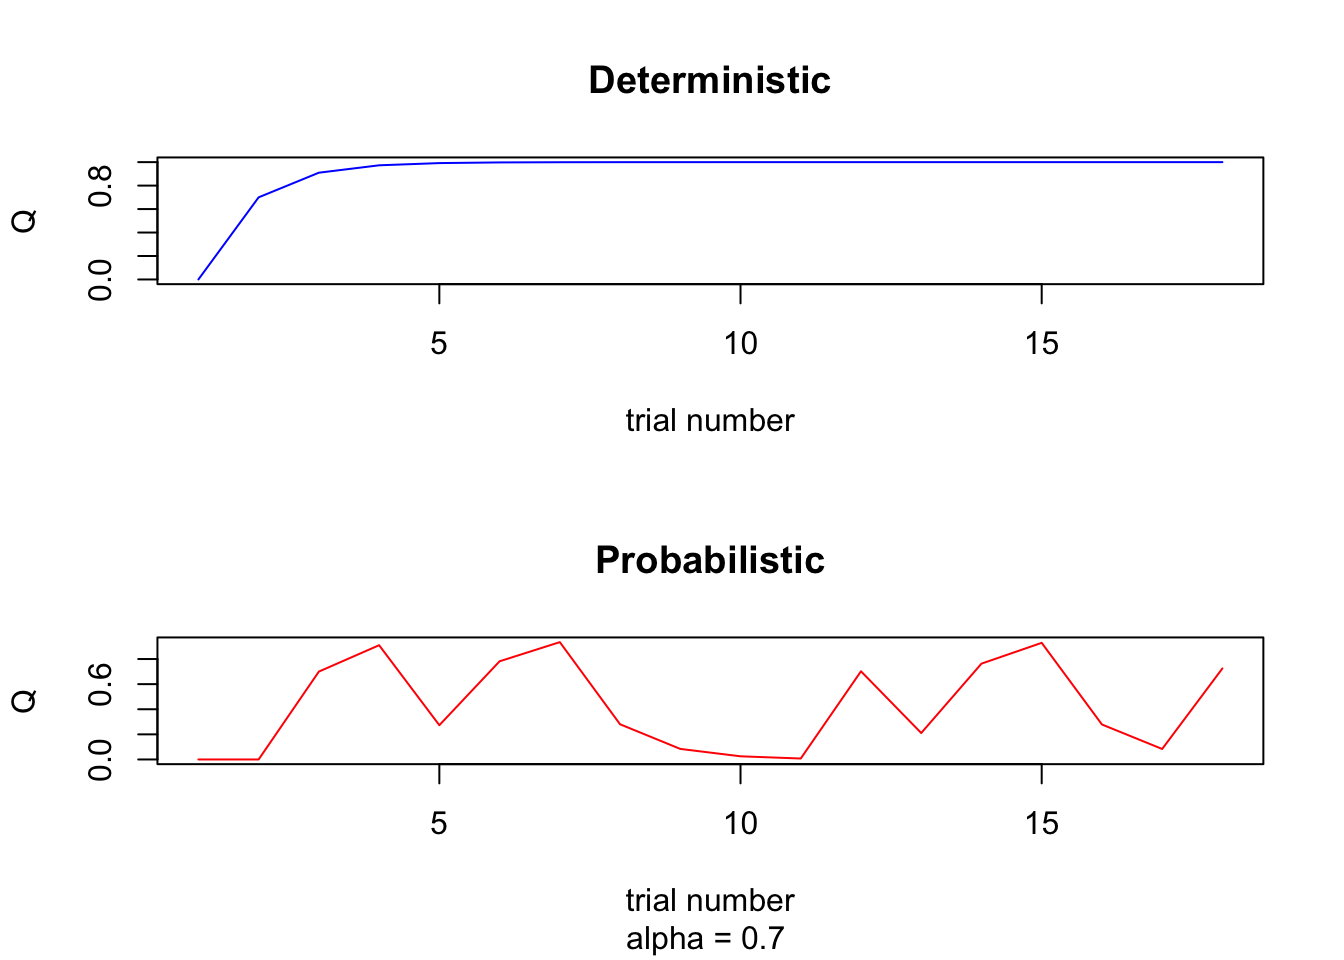 Deterministic
Q
0.8
0.0
5 10 15
trial number
Probabilistic
Q
0.6
0.0
5 10 15
trial number
alpha = 0.7